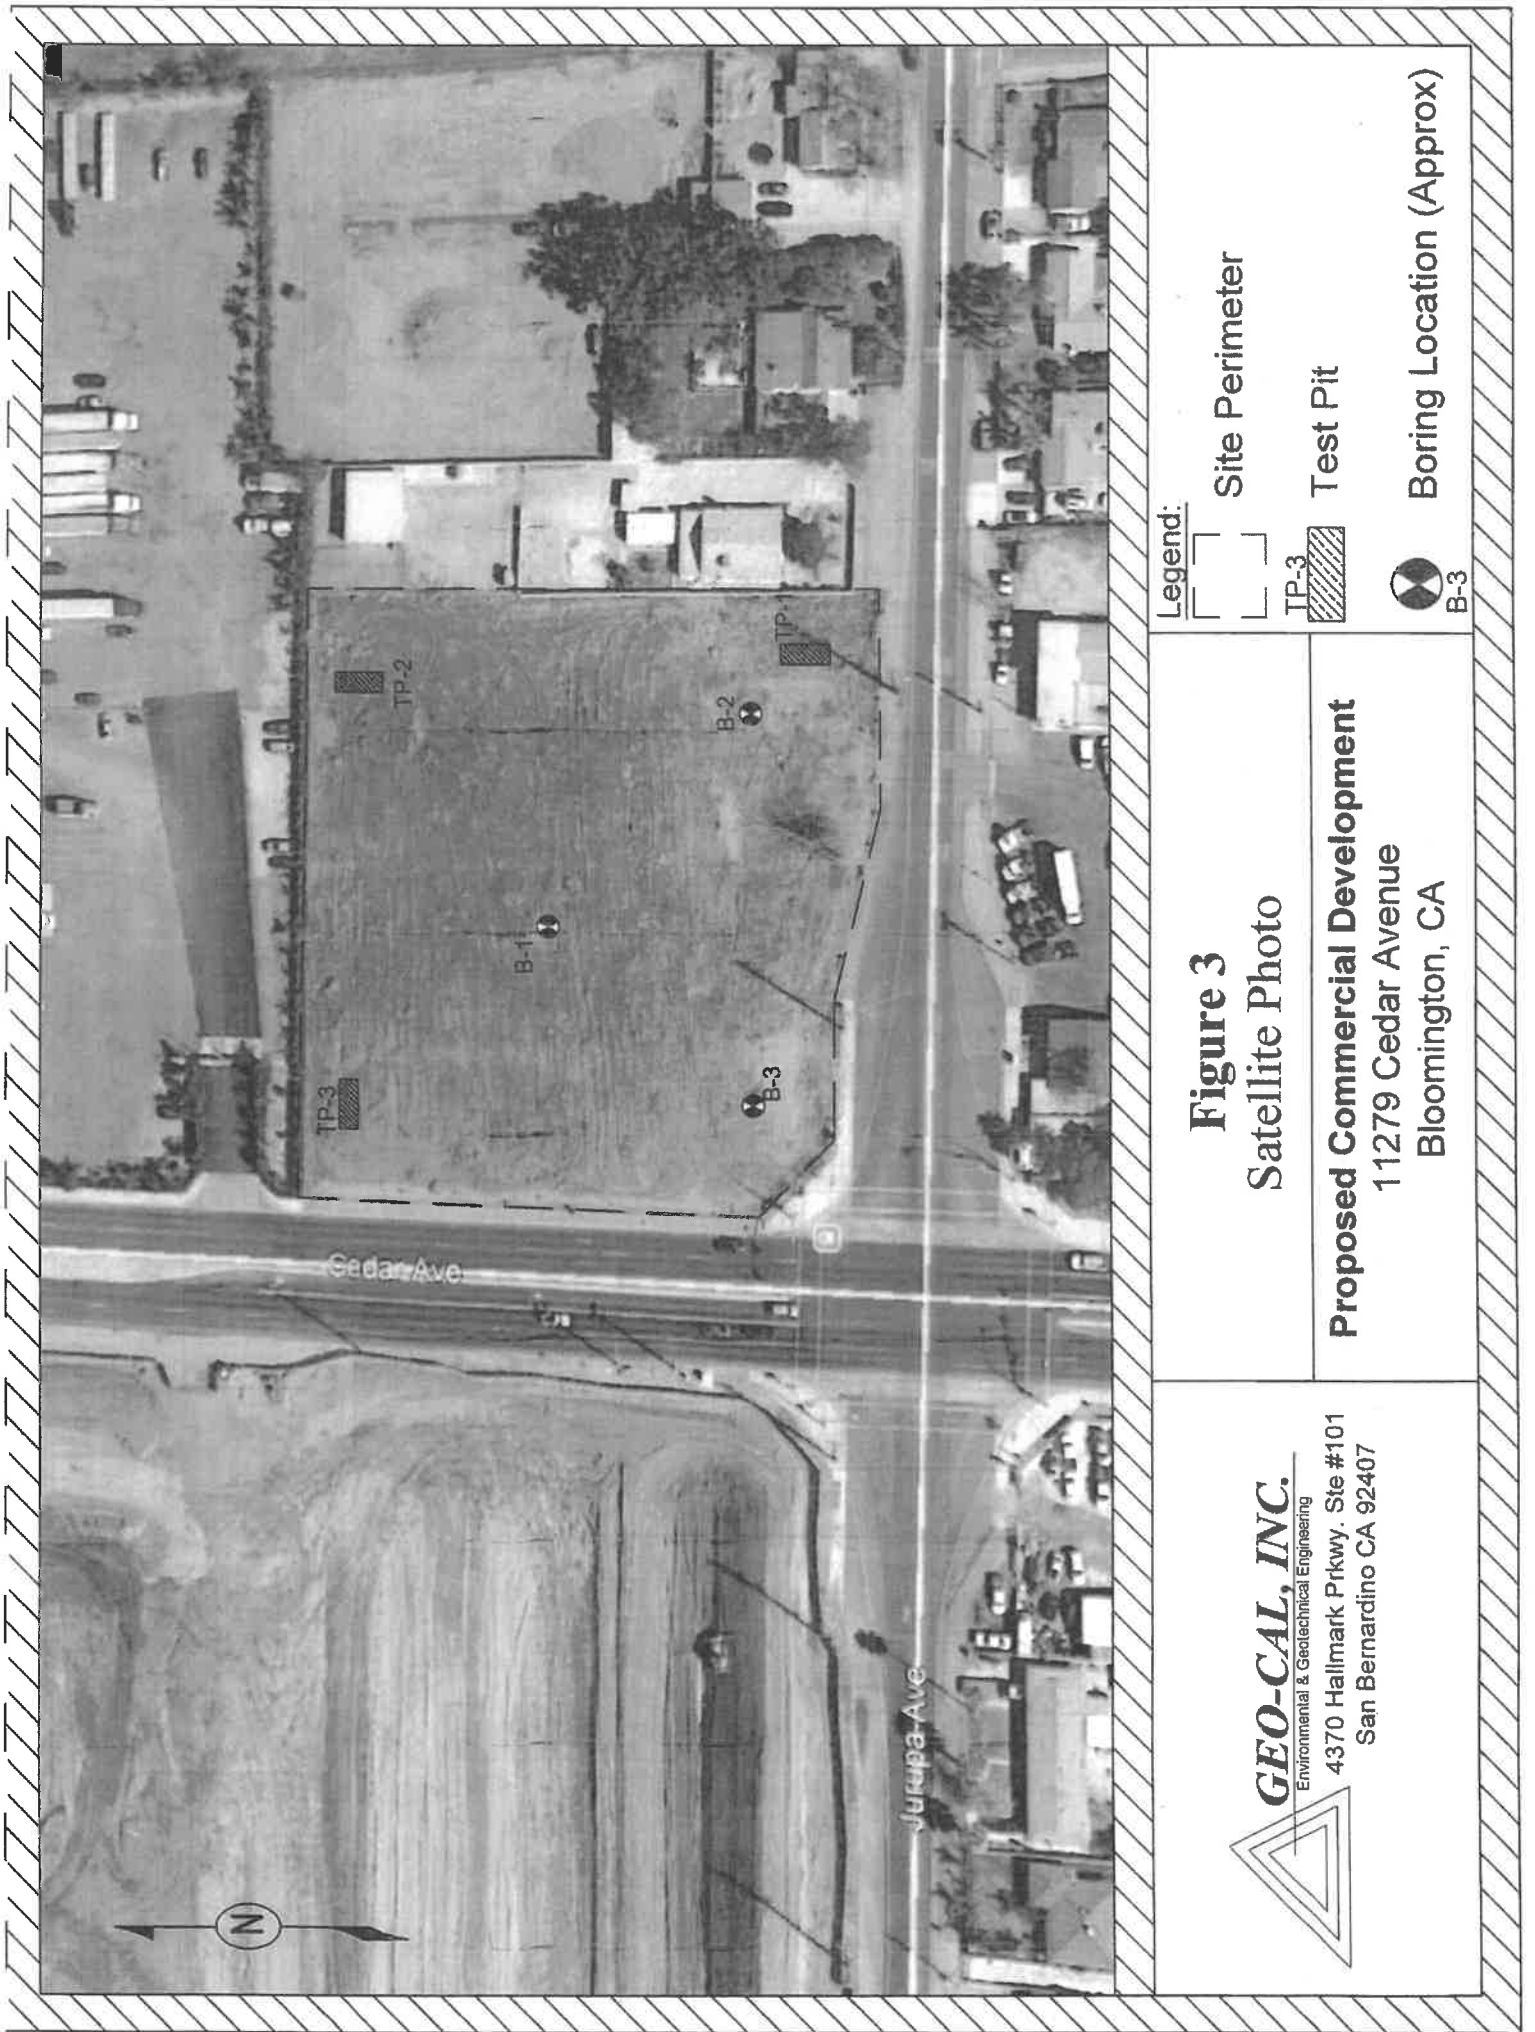 N
TP-3
TP-2
B-1
B-2
B-3
TP-
Cedar Ave
Jurupa Ave
GEO-CAL, INC.
Environmental & Geotechnical Engineering
4370 Hallmark Prkwy. Ste #101
San Bernardino CA 92407
Figure 3
Satellite Photo
Proposed Commercial Development
11279 Cedar Avenue
Bloomington, CA
Legend:
Site Perimeter
TP-3
Test Pit
B-3
Boring Location (Approx)